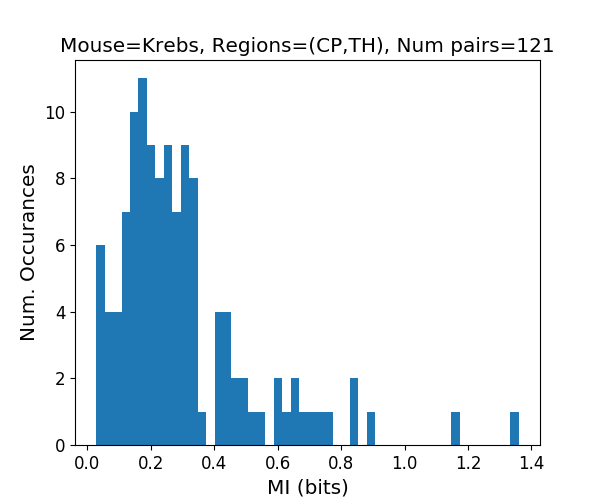 Mouse=Krebs, Regions=(CP,TH), Num pairs=121
10
8
6
4
2
0
Num. Occurances
0.0 0.2 0.4 0.6 0.8 1.0 1.2 1.4
MI (bits)